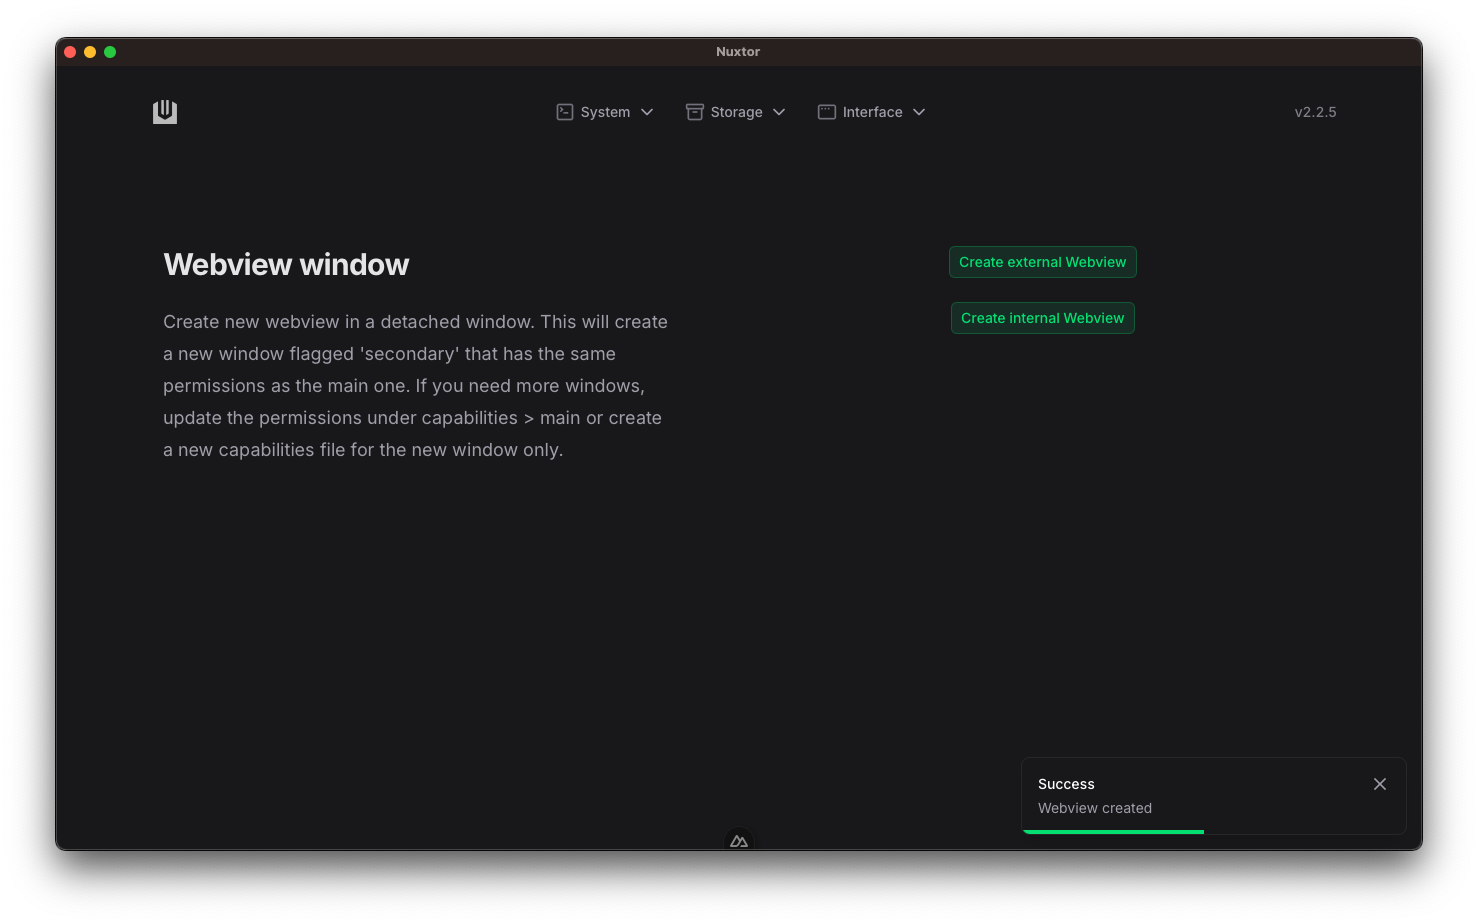 Nuxtor
System
Storage
Interface
v2.2.5
Webview window
Create new webview in a detached window. This will create
a new window flagged 'secondary' that has the same
permissions as the main one. If you need more windows,
update the permissions under capabilities > main or create
a new capabilities file for the new window only.
Create external Webview
Create internal Webview
Success
Webview created